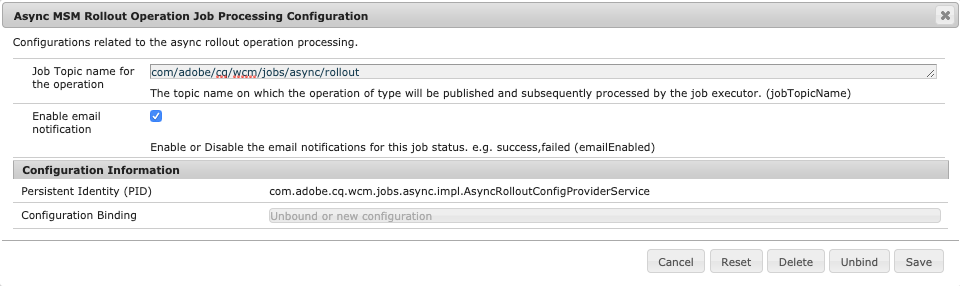 Async MSM Rollout Operation Job Processing Configuration
Configurations related to the async rollout operation processing.
Job Topic name for
the operation
com/adobe/cq/wcm/jobs/async/rollout
The topic name on which the operation of type will be published and subsequently processed by the job executor. (jobTopicName)
Enable email
notification
Enable or Disable the email notifications for this job status. e.g. success,failed (emailEnabled)
Configuration Information
Persistent Identity (PID)
com.adobe.cq.wcm.jobs.async.impl.AsyncRolloutConfigProviderService
Configuration Binding
Unbound or new configuration
Cancel
Reset
Delete
Unbind
Save